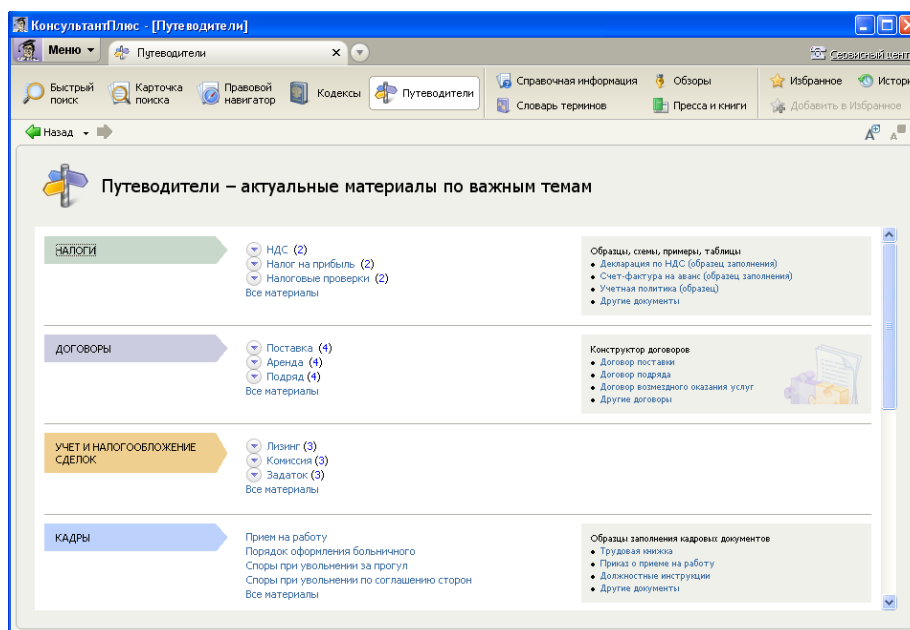 КонсультантПлюс - [Путеводители]
Меню
Путеводители
Быстрый поиск
Карточка поиска
Правовой навигатор
Кодексы
Путеводители
Справочная информация
Словарь терминов
Обзоры
Пресса и книги
Избранное
Добавить в Избранное
Назад
Путеводители – актуальные материалы по важным темам
НАЛОГИ
НДС (2)
Налог на прибыль (2)
Налоговые проверки (2)
Все материалы
Образцы, схемы, примеры, таблицы
Декларация по НДС (образец заполнения)
Счет-фактура на аванс (образец заполнения)
Учетная политика (образец)
Другие документы
ДОГОВОРЫ
Поставка (4)
Аренда (4)
Подряд (4)
Все материалы
Конструктор договоров
Договор поставки
Договор подряда
Договор возмездного оказания услуг
Другие договоры
УЧЕТ И НАЛОГООБЛОЖЕНИЕ
СДЕЛОК
Лизинг (3)
Комиссия (3)
Задаток (3)
Все материалы
КАДРЫ
Прием на работу
Порядок оформления больничного
Споры при увольнении за прогул
Споры при увольнении по соглашению сторон
Все материалы
Образцы заполнения кадровых документов
Трудовая книжка
Приказ о приеме на работу
Должностные инструкции
Другие документы